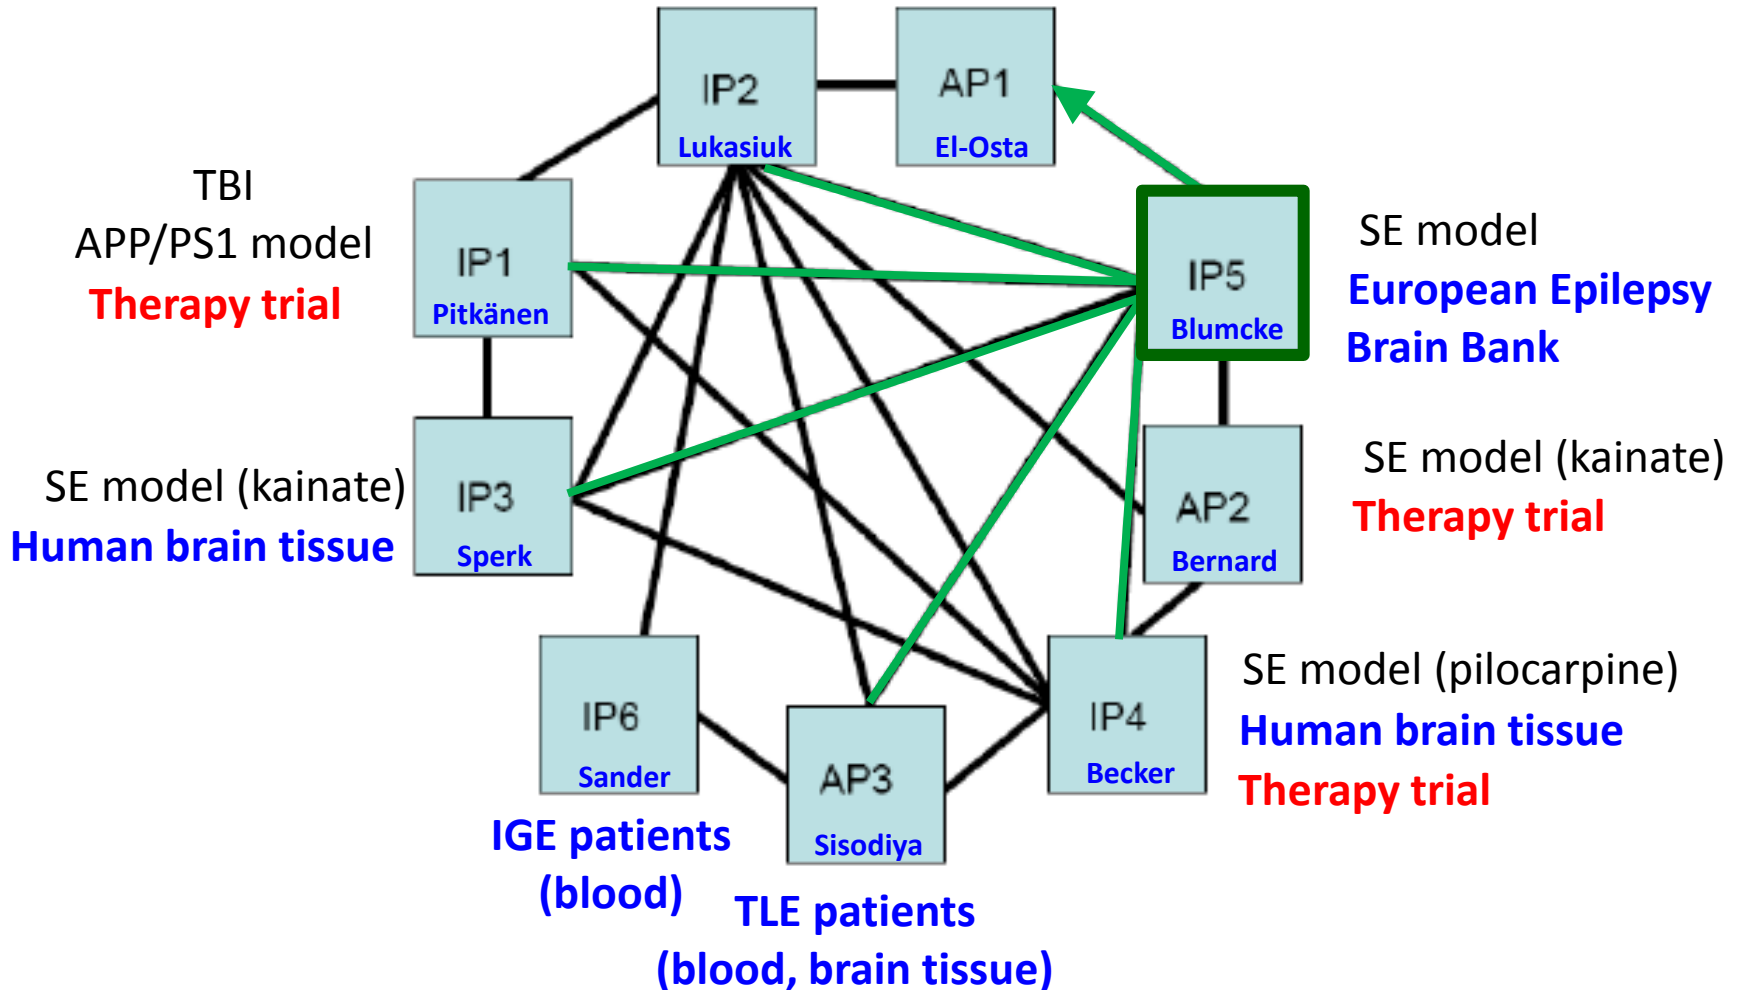 IP2
Lukasiuk
AP1
El-Osta
TBI
APP/PS1 model
Therapy trial
IP1
Pitkänen
IP5
Blumcke
SE model
European Epilepsy
Brain Bank
SE model (kainate)
Human brain tissue
IP3
Sperk
AP2
Bernard
SE model (kainate)
Therapy trial
IP6
Sander
IGE patients
(blood)
AP3
Sisodiya
TLE patients
(blood, brain tissue)
IP4
Becker
SE model (pilocarpine)
Human brain tissue
Therapy trial